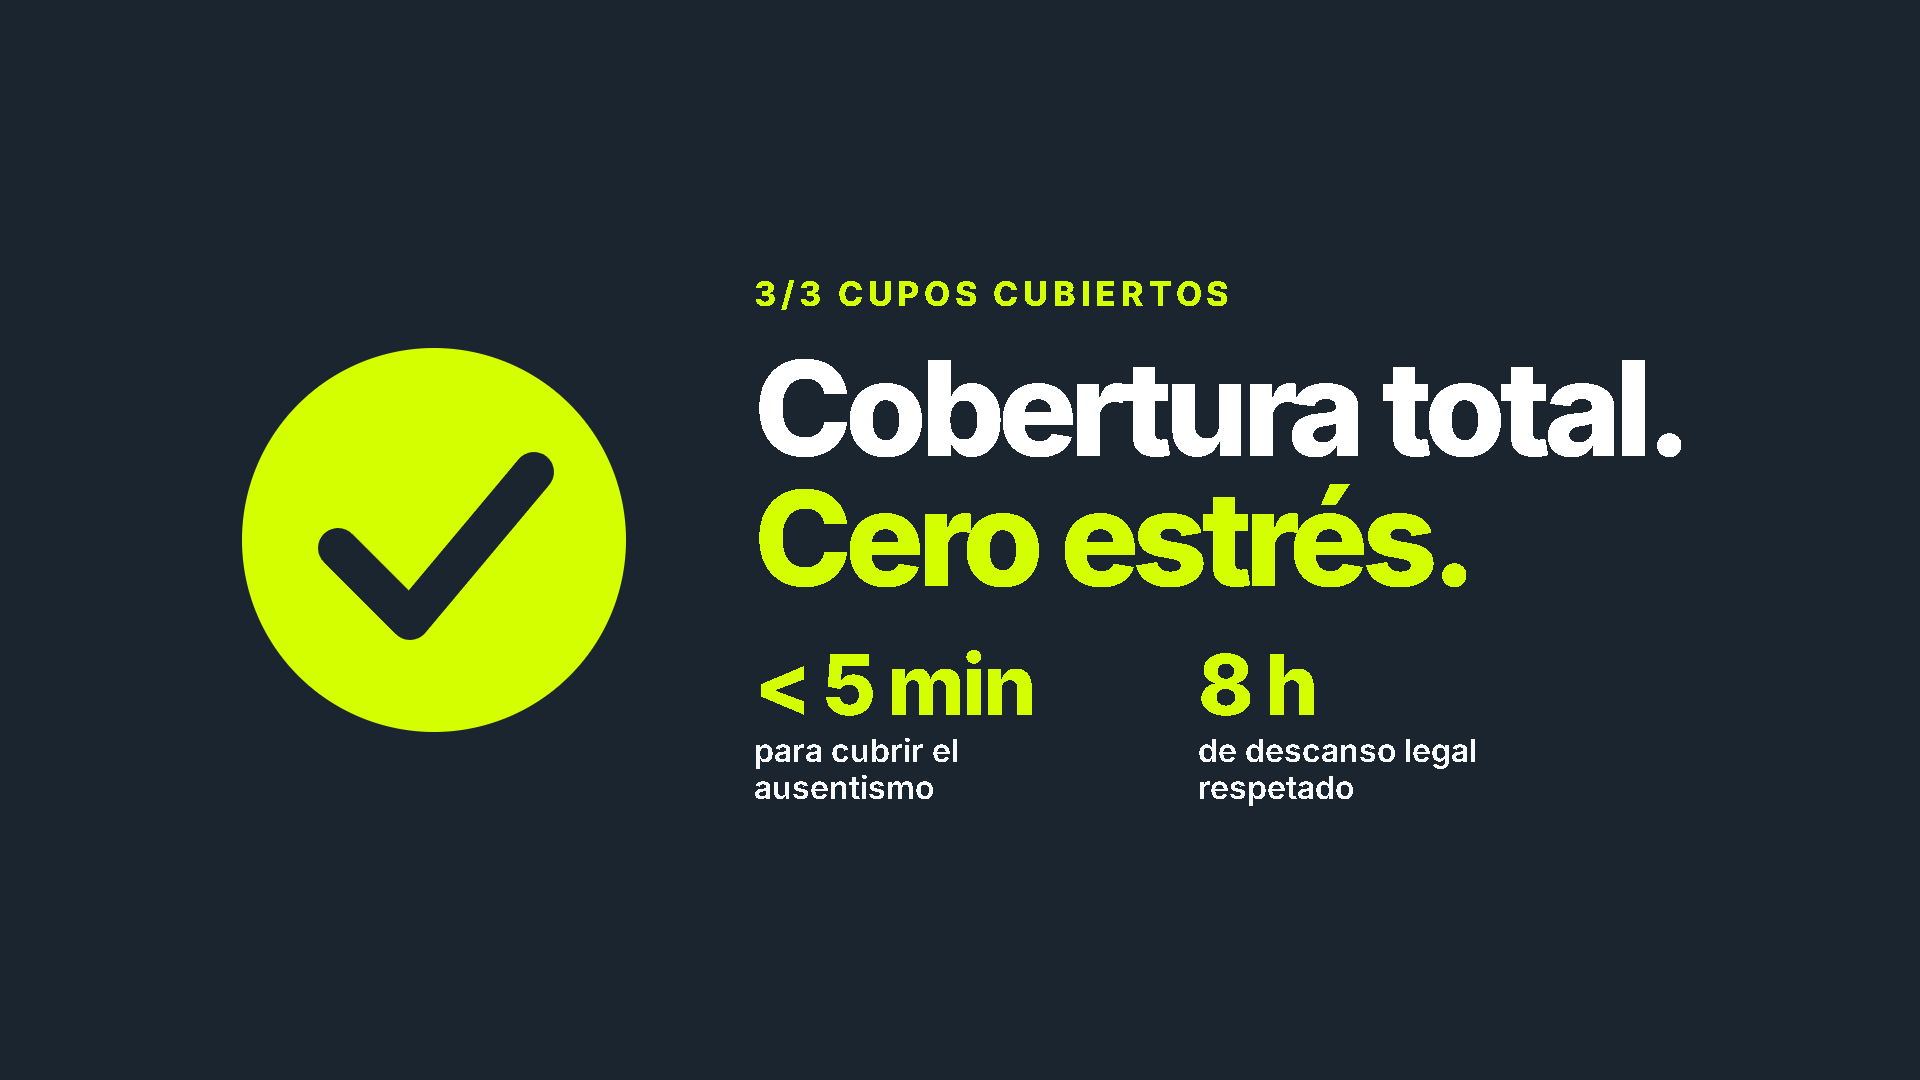 3/3 CUPOS CUBIERTOS
Cobertura total.
Cero estrés.
< 5 min
para cubrir el
ausentismo
8 h
de descanso legal
respetado